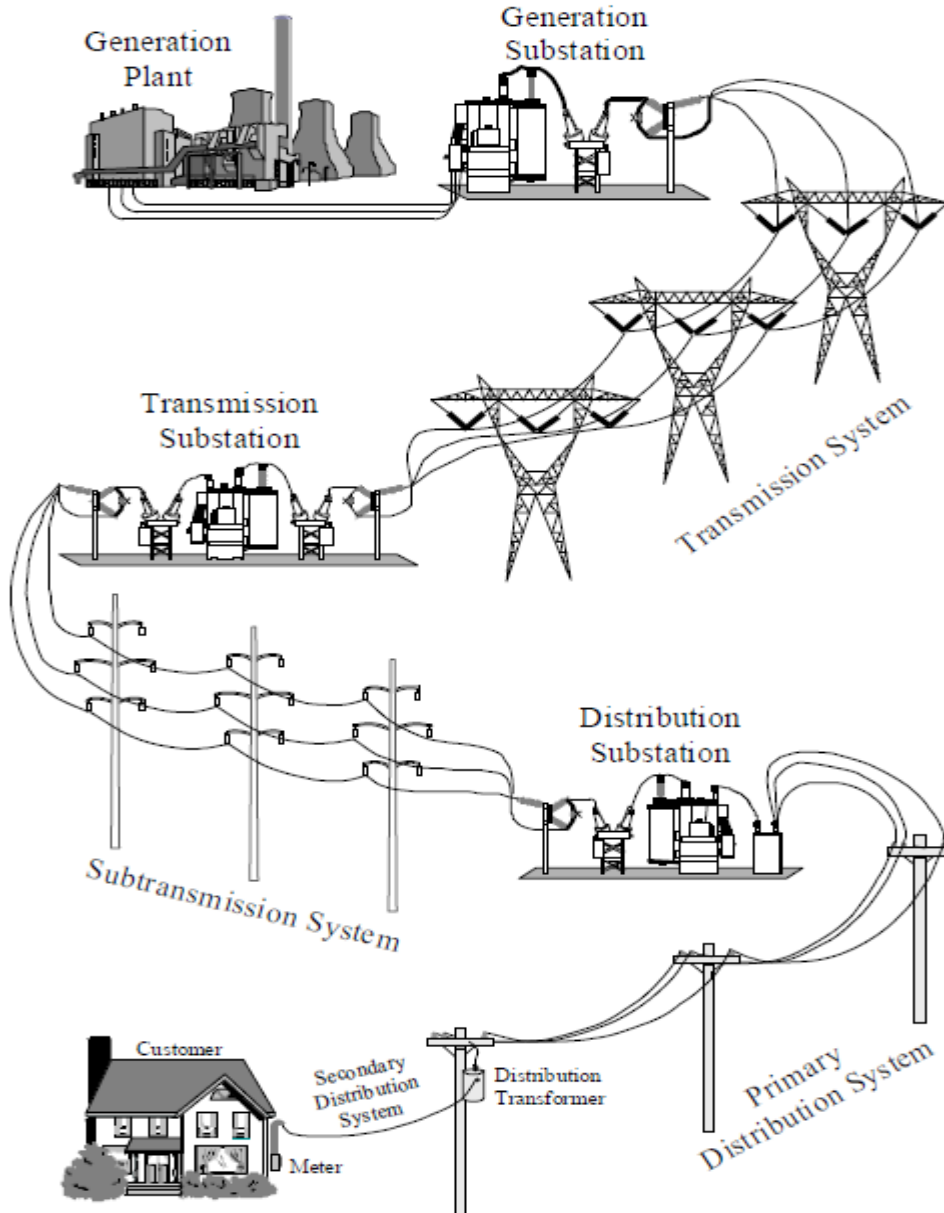 Generation
Plant
Generation
Substation
Transmission
Substation
Transmission System
Distribution
Substation
Subtransmission System
Customer
Secondary
Distribution
System
Distribution
Transformer
Primary
Distribution System
Meter